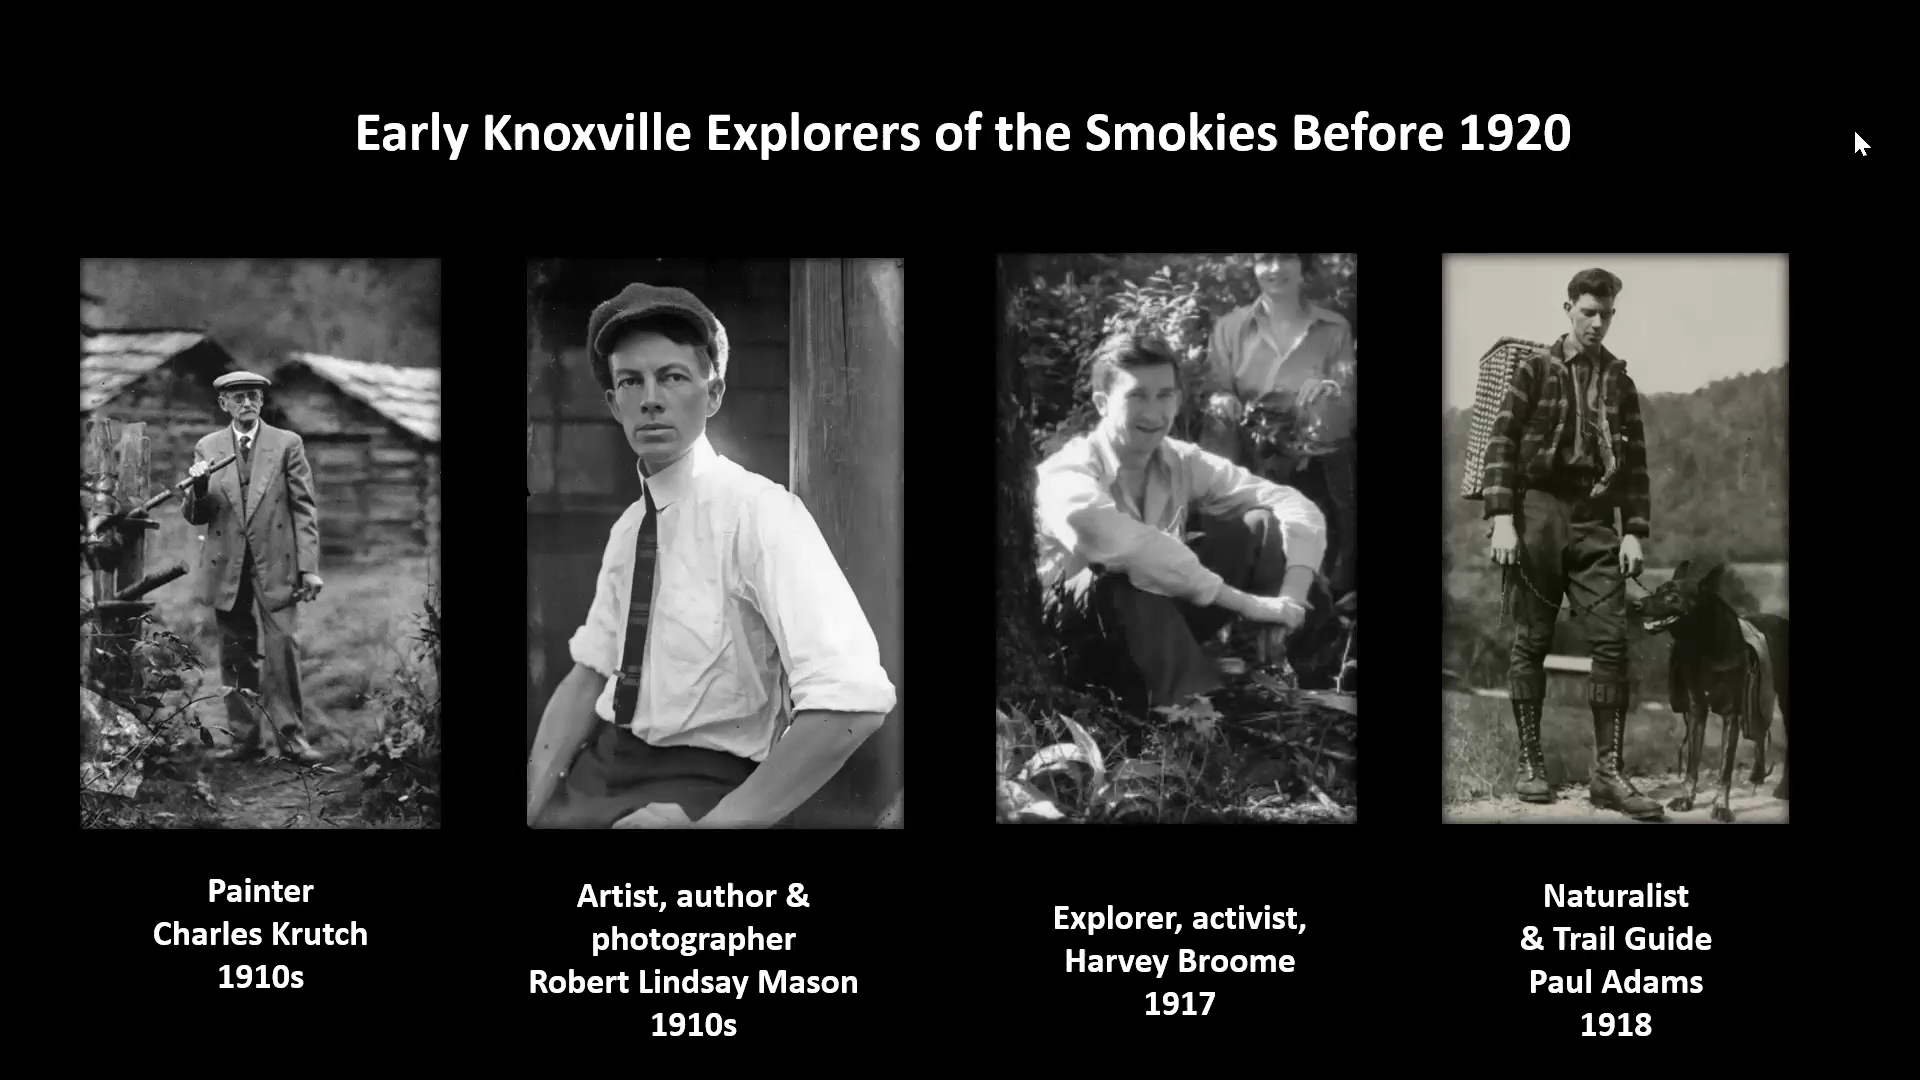 Early Knoxville Explorers of the Smokies Before 1920
Painter
Charles Krutch
1910s
Artist, author &
photographer
Robert Lindsay Mason
1910s
Explorer, activist,
Harvey Broome
1917
Naturalist
& Trail Guide
Paul Adams
1918